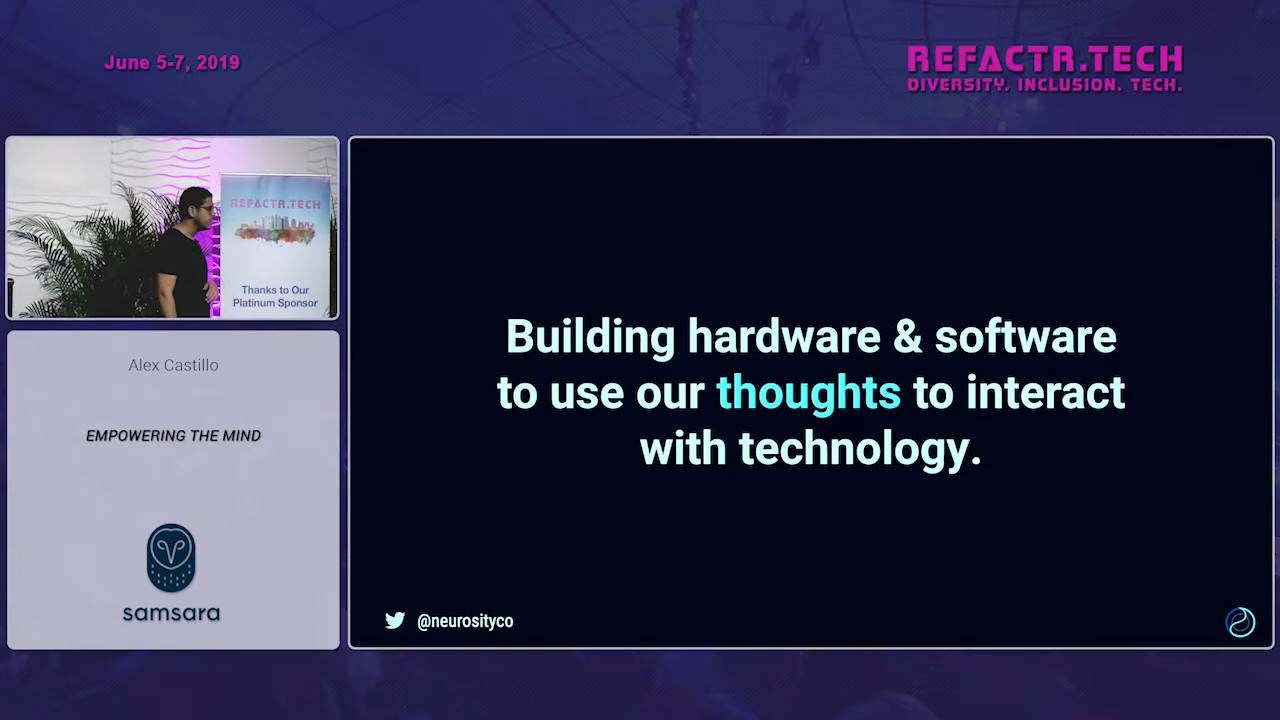 June 5-7, 2019
REFACTR.TECH
DIVERSITY. INCLUSION. TECH.
REFACTR.TECH
Thanks to Our
Platinum Sponsor
Alex Castillo
EMPOWERING THE MIND
samsara
Building hardware & software
to use our thoughts to interact
with technology.
@neurosityco